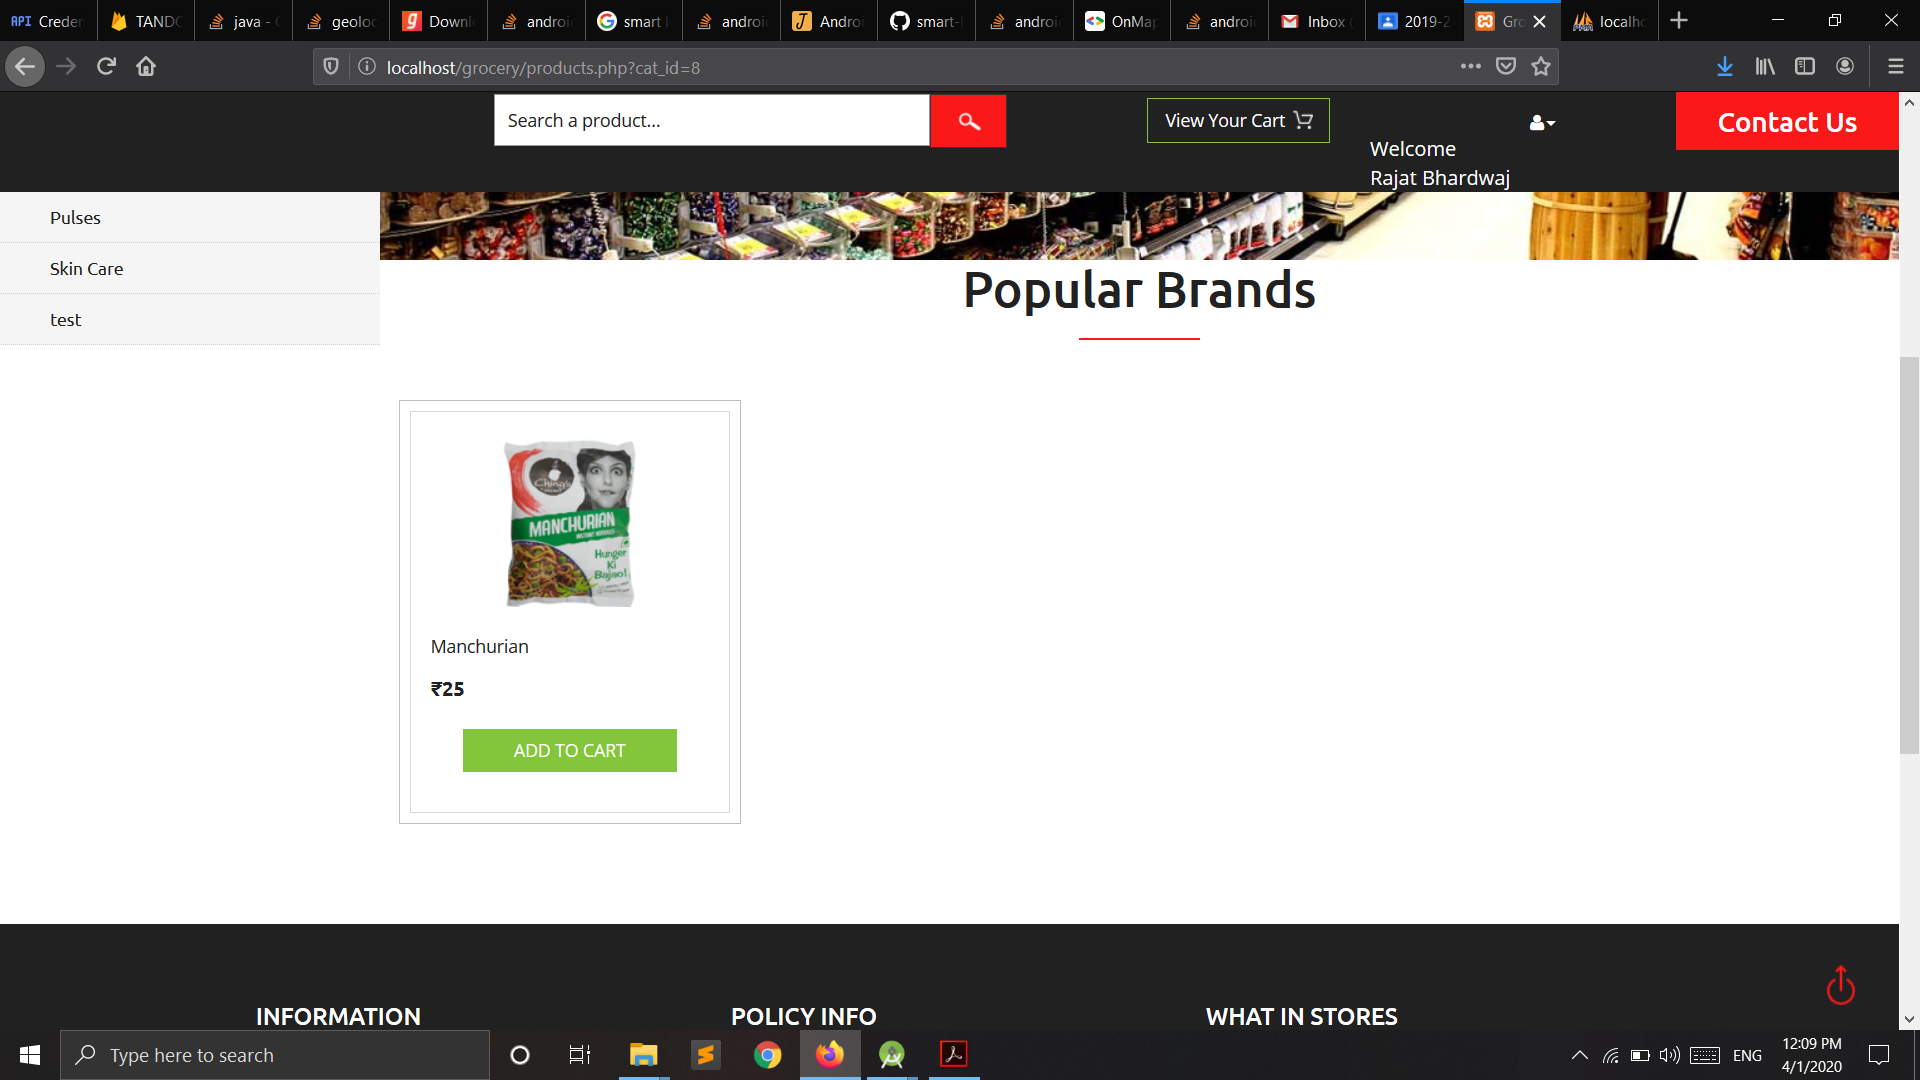 API Creden
TANDO
java - 
geoloc
Downl
androi
smart 
androi
Androi
smart-
androi
OnMap
androi
Inbox (
2019-2
Gro
localho
localhost/grocery/products.php?cat_id=8
Search a product...
View Your Cart
Contact Us
Welcome
Rajat Bhardwaj
Pulses
Skin Care
test
Popular Brands
Ching's
MANCHURIAN
INSTANT NOODLES
Hunger
Ki
Bajao!
Manchurian
₹25
ADD TO CART
INFORMATION
POLICY INFO
WHAT IN STORES
Type here to search
ENG
12:09 PM
4/1/2020